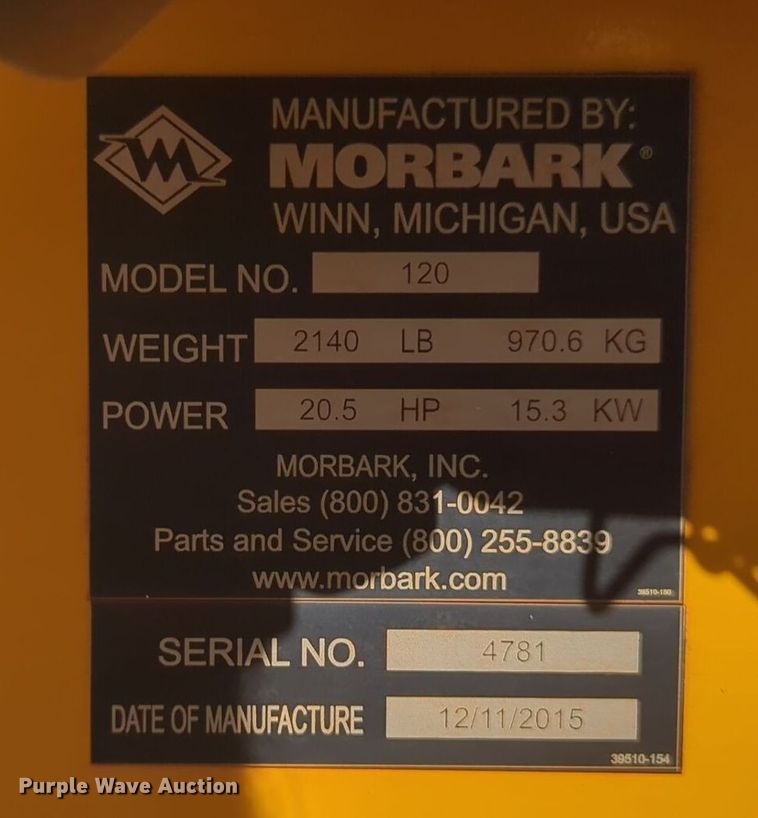 MANUFACTURED BY:
MORBARK®
WINN, MICHIGAN, USA
MODEL NO. 120
WEIGHT 2140 LB 970.6 KG
POWER 20.5 HP 15.3 KW
MORBARK, INC.
Sales (800) 831-0042
Parts and Service (800) 255-8839
www.morbark.com
39510-180
SERIAL NO. 4781
DATE OF MANUFACTURE 12/11/2015
39510-154
Purple Wave Auction